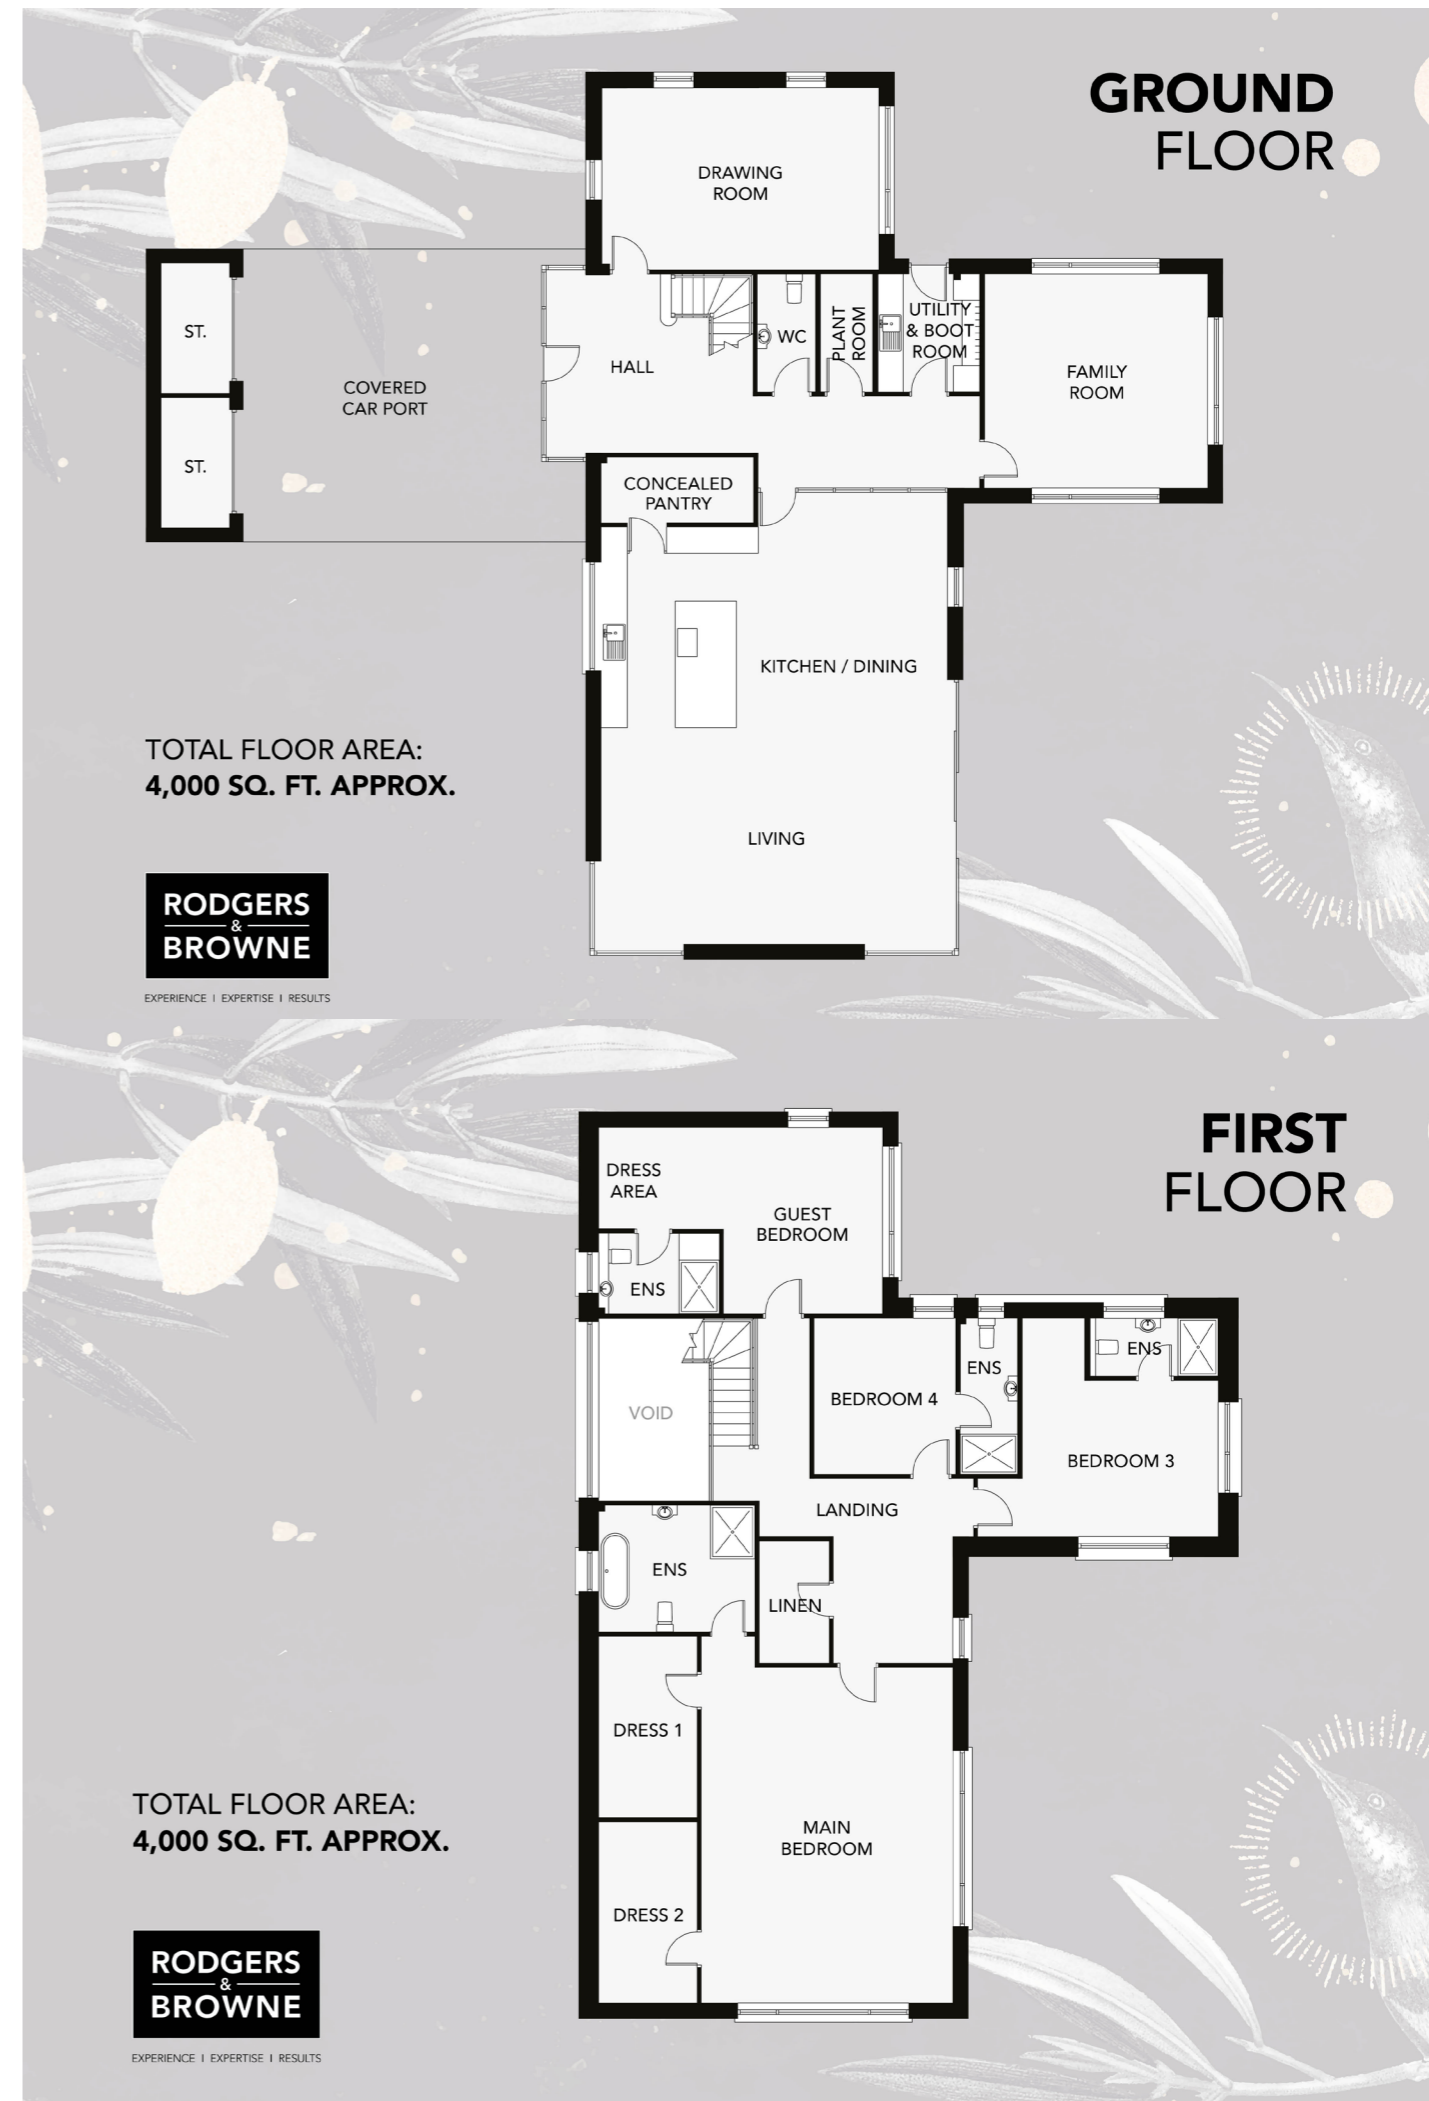 GROUND
FLOOR
DRAWING
ROOM
ST.
COVERED
CAR PORT
HALL
WC
PLANT
ROOM
UTILITY
& BOOT
ROOM
FAMILY
ROOM
ST.
CONCEALED
PANTRY
KITCHEN / DINING
TOTAL FLOOR AREA:
4,000 SQ. FT. APPROX.
LIVING
RODGERS
&
BROWNE
EXPERIENCE I EXPERTISE I RESULTS
FIRST
FLOOR
DRESS
AREA
GUEST
BEDROOM
ENS
VOID
BEDROOM 4
ENS
ENS
BEDROOM 3
LANDING
ENS
LINEN
DRESS 1
MAIN
BEDROOM
DRESS 2
TOTAL FLOOR AREA:
4,000 SQ. FT. APPROX.
RODGERS
&
BROWNE
EXPERIENCE I EXPERTISE I RESULTS